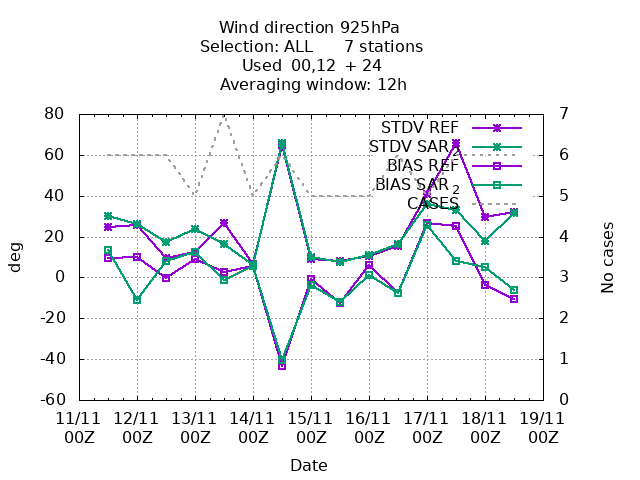 Wind direction 925hPa
Selection: ALL 7 stations
Used 00,12 + 24
Averaging window: 12h
80
60
40
20
0
-20
-40
-60
7
6
5
4
3
2
1
0
STDV REF
STDV SAR 2
BIAS REF
BIAS SAR 2
CASES
deg
No cases
11/11 12/11 13/11 14/11 15/11 16/11 17/11 18/11 19/11
00Z 00Z 00Z 00Z 00Z 00Z 00Z 00Z 00Z
Date